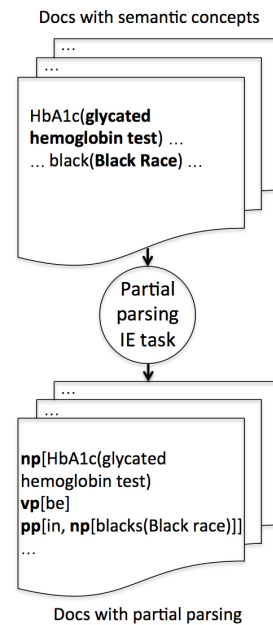 Docs with semantic concepts
...
...
HbA1c(glycated
hemoglobin test) ...
... black(Black Race) ...
Partial
parsing
IE task
...
...
np[HbA1c(glycated
hemoglobin test)
vp[be]
pp[in, np[blacks(Black race)]]
...
Docs with partial parsing